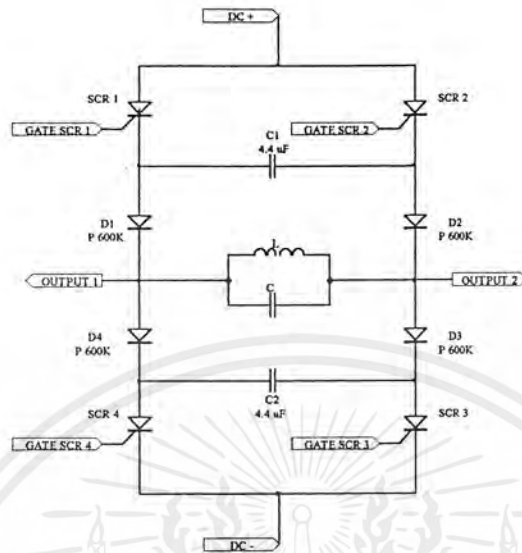 DC +
SCR 1
SCR 2
GATE SCR 1
GATE SCR 2
C1
4.4 uF
D1
P 600K
D2
P 600K
L
OUTPUT 1
C
OUTPUT 2
D4
P 600K
D3
P 600K
C2
4.4 uF
SCR 4
SCR 3
GATE SCR 4
GATE SCR 3
DC -